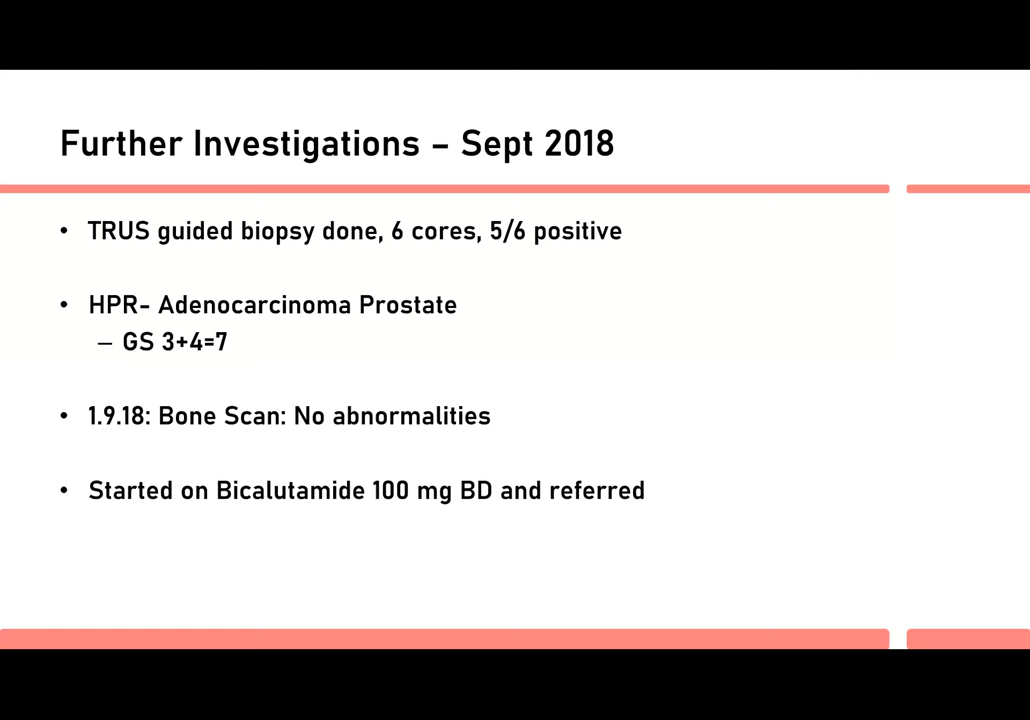 Further Investigations – Sept 2018
• TRUS guided biopsy done, 6 cores, 5/6 positive
• HPR- Adenocarcinoma Prostate
– GS 3+4=7
• 1.9.18: Bone Scan: No abnormalities
• Started on Bicalutamide 100 mg BD and referred